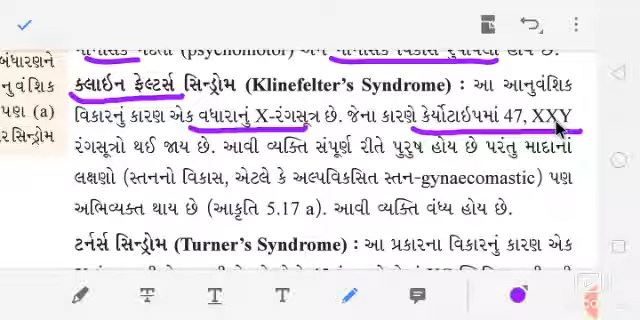 Klinefelter
બંધારણને
નુવંશિક
પણ (a)
ર સિન્ડ્રોમ
(psychomotor)
ક્લાઇન ફેલ્ટર્સ સિન્ડ્રોમ (Klinefelter's Syndrome) : આ આનુવંશિક
વિકારનું કારણ એક વધારાનું X-રંગસૂત્ર છે. જેના કારણે કેર્યોટાઇપમાં 47, XXY
રંગસૂત્રો થઈ જાય છે. આવી વ્યક્તિ સંપૂર્ણ રીતે પુરુષ હોય છે પરંતુ માદાનાં
લક્ષણો (સ્તનનો વિકાસ, એટલે કે અલ્પવિકસિત સ્તન-gynaecomastic) પણ
અભિવ્યક્ત થાય છે (આકૃતિ 5.17 a). આવી વ્યક્તિ વંધ્ય હોય છે.
ટર્નર્સ સિન્ડ્રોમ (Turner's Syndrome) : આ પ્રકારના વિકારનું કારણ એક